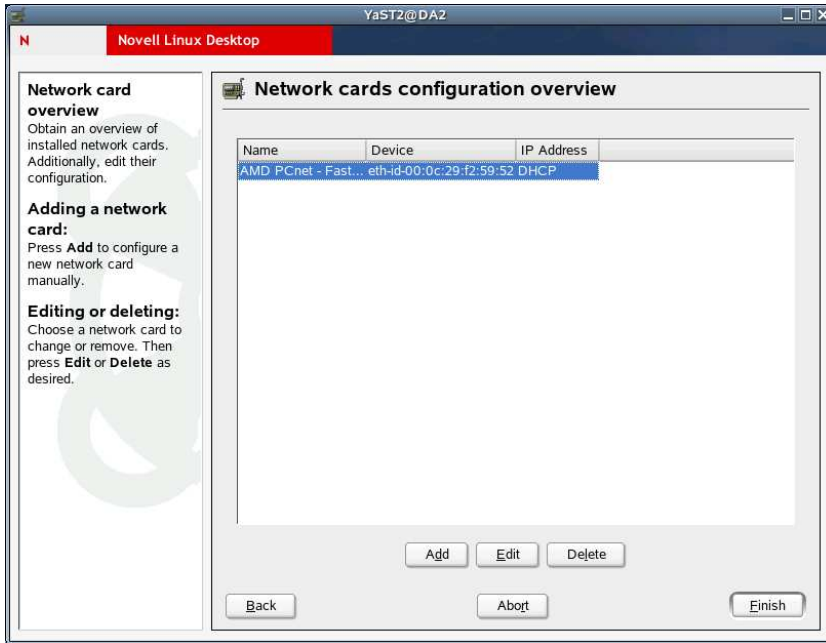 YaST2@DA2
N
Novell Linux Desktop
Network card
overview
Obtain an overview of
installed network cards.
Additionally, edit their
configuration.
Adding a network
card:
Press Add to configure a
new network card
manually.
Editing or deleting:
Choose a network card to
change or remove. Then
press Edit or Delete as
desired.
Network cards configuration overview
Name Device IP Address
AMD PCnet - Fast... eth-id-00:0c:29:f2:59:52 DHCP
Add Edit Delete
Back Abort Finish